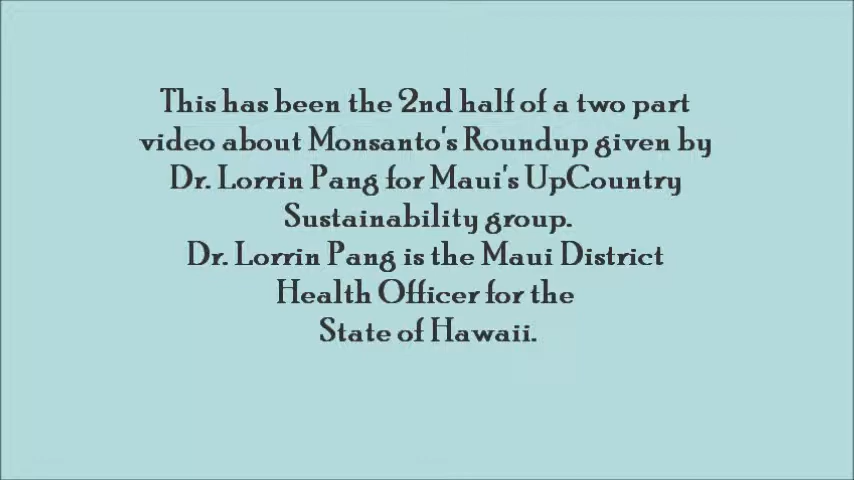 This has been the 2nd half of a two part
video about Monsanto's Roundup given by
Dr. Lorrin Pang for Maui's UpCountry
Sustainability group.
Dr. Lorrin Pang is the Maui District
Health Officer for the
State of Hawaii.